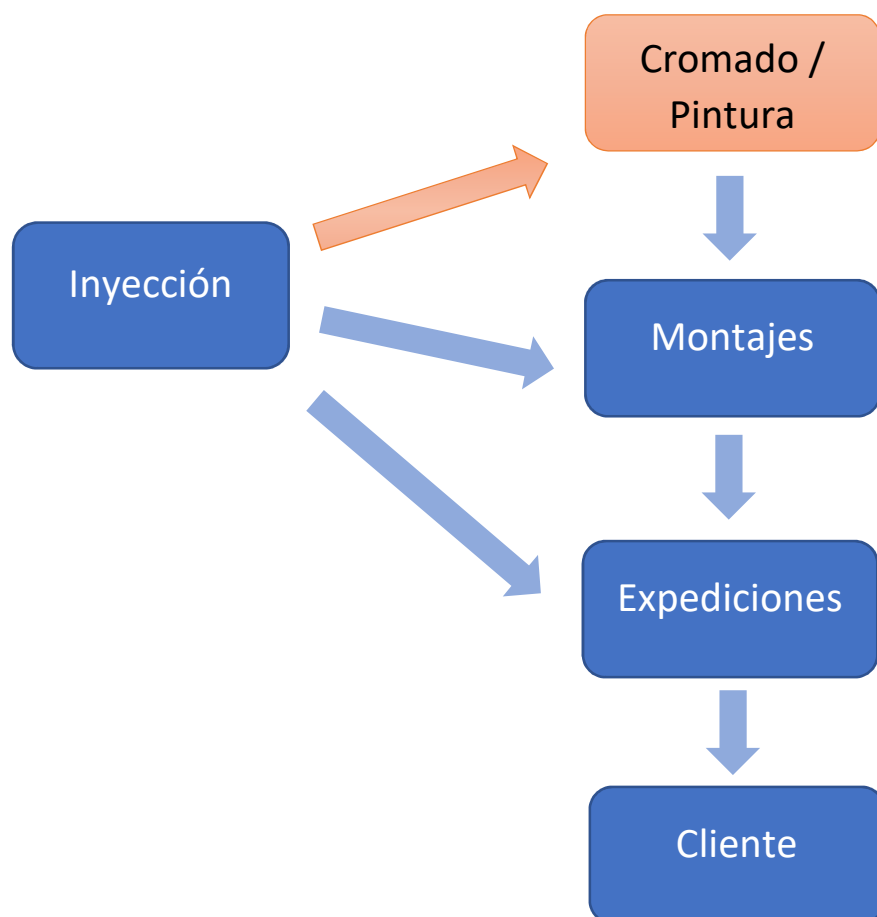 Cromado /
Pintura
Inyección
Montajes
Expediciones
Cliente